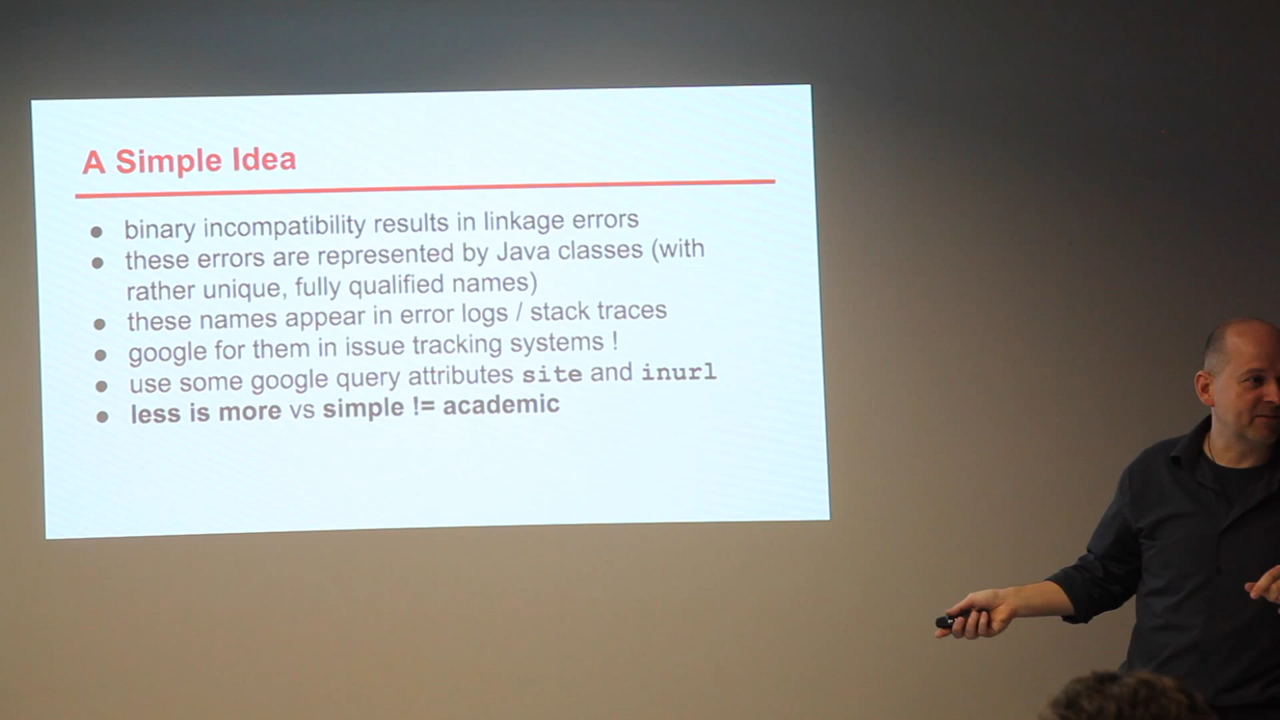 A Simple Idea
● binary incompatibility results in linkage errors
● these errors are represented by Java classes (with
rather unique, fully qualified names)
● these names appear in error logs / stack traces
● google for them in issue tracking systems !
● use some google query attributes site and inurl
● less is more vs simple != academic